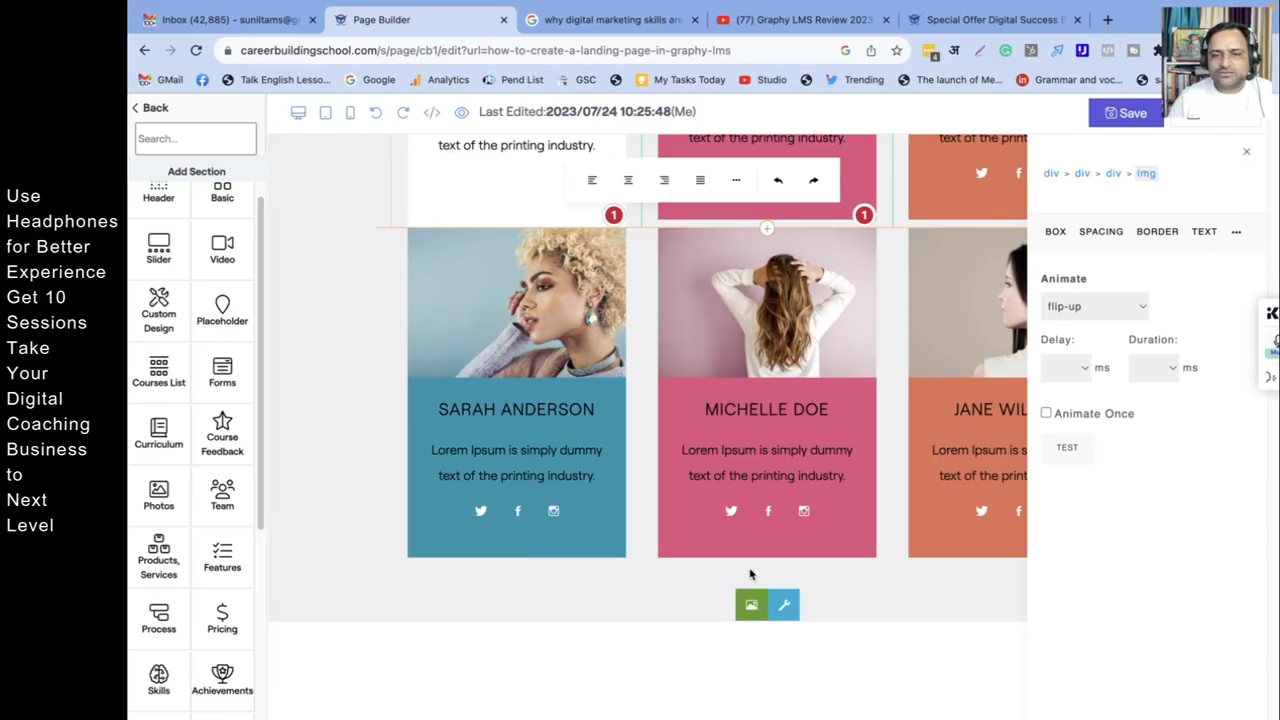 Inbox (42,885) - suniltams@g
Page Builder
why digital marketing skills are
(77) Graphy LMS Review 2023
Special Offer Digital Success B
careerbuildingschool.com/s/page/cb1/edit?url=how-to-create-a-landing-page-in-graphy-lms
GMail
Talk English Lesso...
Google
Analytics
Pend List
GSC
My Tasks Today
Studio
Trending
The launch of Me...
Grammar and voc...
Back
Last Edited:2023/07/24 10:25:48(Me)
Save
Search...
Add Section
Header
Basic
Slider
Video
Custom
Design
Placeholder
Courses List
Forms
Curriculum
Course
Feedback
Photos
Team
Products,
Services
Features
Process
Pricing
Skills
Achievements
Use
Headphones
for Better
Experience
Get 10
Sessions
Take
Your
Digital
Coaching
Business
to
Next
Level
text of the printing industry.
text of the printing industry.
text of the printing industr
1
1
SARAH ANDERSON
Lorem Ipsum is simply dummy
text of the printing industry.
MICHELLE DOE
Lorem Ipsum is simply dummy
text of the printing industry.
JANE WIL
Lorem Ipsum is s
text of the printi
div > div > div > img
BOX
SPACING
BORDER
TEXT
Animate
flip-up
Delay:
Duration:
ms
ms
Animate Once
TEST